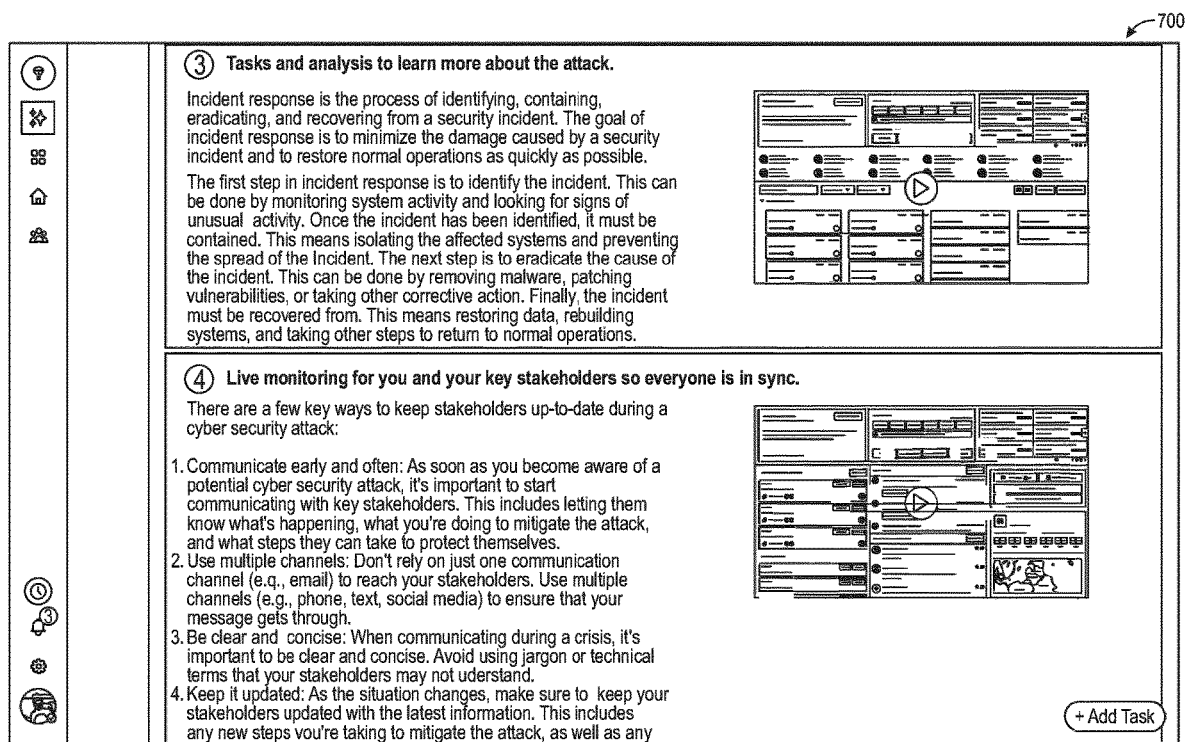 700
③ Tasks and analysis to learn more about the attack.
Incident response is the process of identifying, containing,
eradicating, and recovering from a security incident. The goal of
incident response is to minimize the damage caused by a security
incident and to restore normal operations as quickly as possible.
The first step in incident response is to identify the incident. This can
be done by monitoring system activity and looking for signs of
unusual activity. Once the incident has been identified, it must be
contained. This means isolating the affected systems and preventing
the spread of the Incident. The next step is to eradicate the cause of
the incident. This can be done by removing malware, patching
vulnerabilities, or taking other corrective action. Finally, the incident
must be recovered from. This means restoring data, rebuilding
systems, and taking other steps to return to normal operations.
④ Live monitoring for you and your key stakeholders so everyone is in sync.
There are a few key ways to keep stakeholders up-to-date during a
cyber security attack:
1. Communicate early and often: As soon as you become aware of a
potential cyber security attack, it's important to start
communicating with key stakeholders. This includes letting them
know what's happening, what you're doing to mitigate the attack,
and what steps they can take to protect themselves.
2. Use multiple channels: Don't rely on just one communication
channel (e.q., email) to reach your stakeholders. Use multiple
channels (e.g., phone, text, social media) to ensure that your
message gets through.
3. Be clear and concise: When communicating during a crisis, it's
important to be clear and concise. Avoid using jargon or technical
terms that your stakeholders may not uderstand.
4. Keep it updated: As the situation changes, make sure to keep your
stakeholders updated with the latest information. This includes
any new steps you're taking to mitigate the attack, as well as any
3
+ Add Task